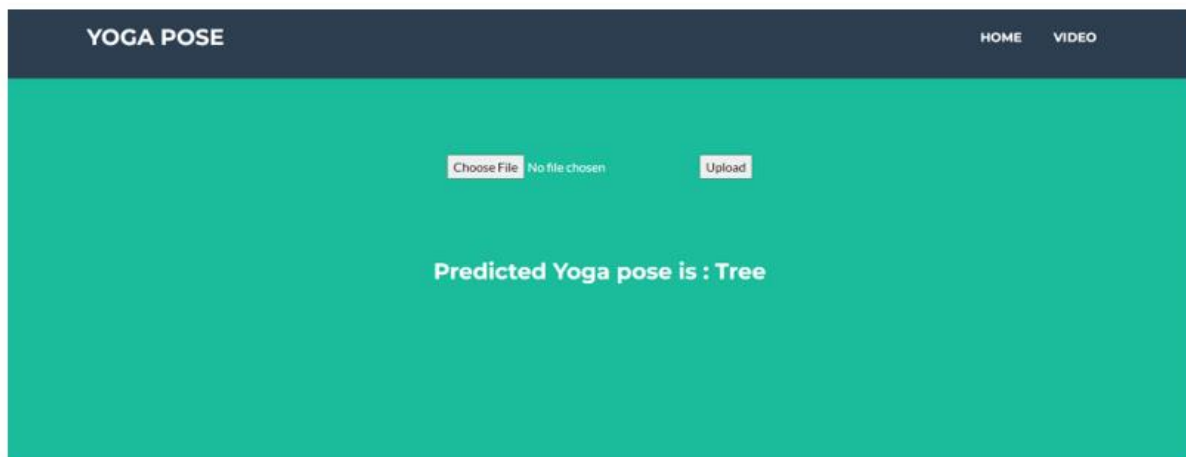 YOGA POSE HOME VIDEO
Choose File No file chosen Upload
Predicted Yoga pose is : Tree